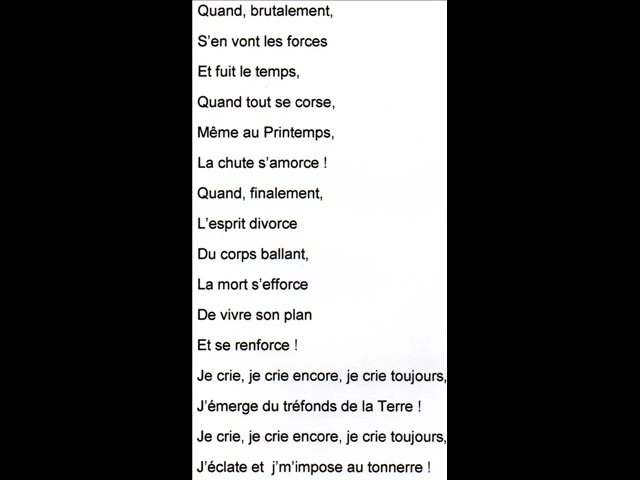 Quand, brutalement,
S’en vont les forces
Et fuit le temps,
Quand tout se corse,
Même au Printemps,
La chute s’amorce !
Quand, finalement,
L’esprit divorce
Du corps ballant,
La mort s’efforce
De vivre son plan
Et se renforce !
Je crie, je crie encore, je crie toujours,
J’émerge du tréfonds de la Terre !
Je crie, je crie encore, je crie toujours,
J’éclate et  j’m’impose au tonnerre !